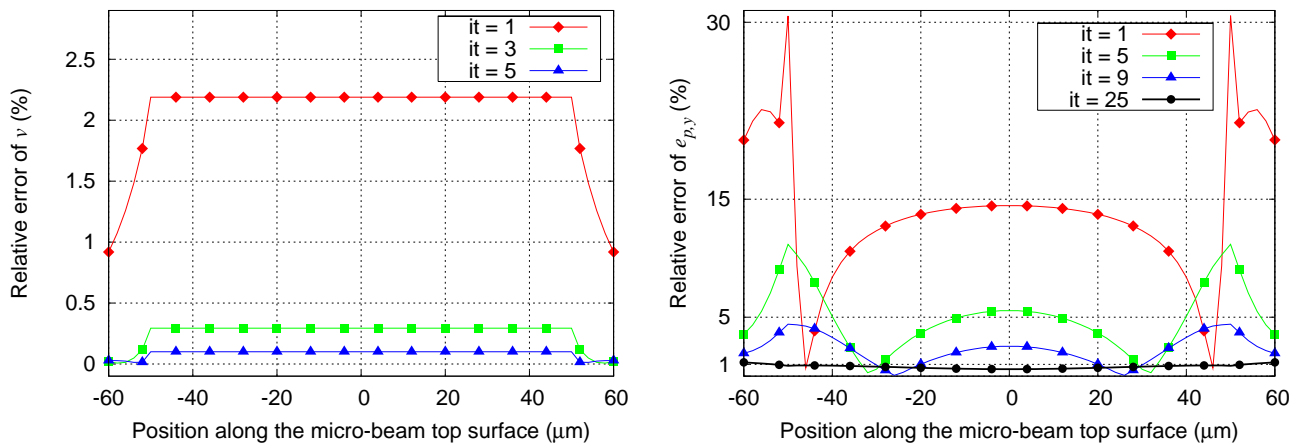 Relative error of v (%)
2.5
2
1.5
1
0.5
0
-60 -40 -20 0 20 40 60
Position along the micro-beam top surface (μm)
it = 1
it = 3
it = 5
Relative error of e_{p,y} (%)
30
15
5
1
-60 -40 -20 0 20 40 60
Position along the micro-beam top surface (μm)
it = 1
it = 5
it = 9
it = 25